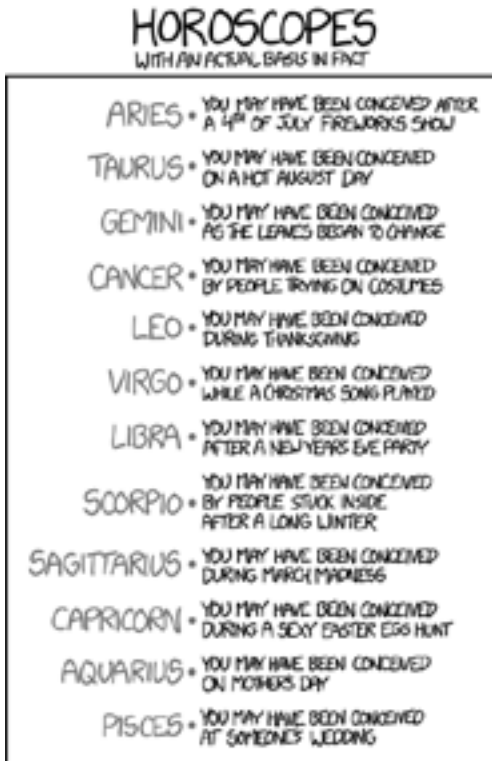 HOROSCOPES
WITH AN ACTUAL BASIS IN FACT
ARIES • YOU MAY HAVE BEEN CONCEIVED AFTER
A 4TH OF JULY FIREWORKS SHOW
TAURUS • YOU MAY HAVE BEEN CONCEIVED
ON A HOT AUGUST DAY
GEMINI • YOU MAY HAVE BEEN CONCEIVED
AS THE LEAVES BEGAN TO CHANGE
CANCER • YOU MAY HAVE BEEN CONCEIVED
BY PEOPLE TRYING ON COSTUMES
LEO • YOU MAY HAVE BEEN CONCEIVED
DURING THANKSGIVING
VIRGO • YOU MAY HAVE BEEN CONCEIVED
WHILE A CHRISTMAS SONG PLAYED
LIBRA • YOU MAY HAVE BEEN CONCEIVED
AFTER A NEW YEARS EVE PARTY
SCORPIO • YOU MAY HAVE BEEN CONCEIVED
BY PEOPLE STUCK INSIDE
AFTER A LONG WINTER
SAGITTARIUS • YOU MAY HAVE BEEN CONCEIVED
DURING MARCH MADNESS
CAPRICORN • YOU MAY HAVE BEEN CONCEIVED
DURING A SEXY EASTER EGG HUNT
AQUARIUS • YOU MAY HAVE BEEN CONCEIVED
ON MOTHERS DAY
PISCES • YOU MAY HAVE BEEN CONCEIVED
AT SOMEONE'S WEDDING